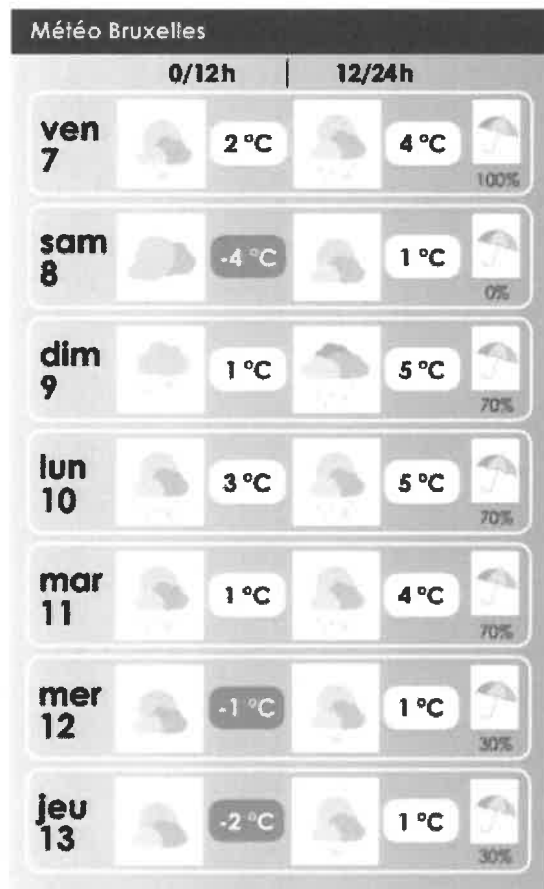 Météo Bruxelles
0/12h | 12/24h
ven
7
2 °C
4 °C
100%
sam
8
-4 °C
1 °C
0%
dim
9
1 °C
5 °C
70%
lun
10
3 °C
5 °C
70%
mar
11
1 °C
4 °C
70%
mer
12
-1 °C
1 °C
30%
jeu
13
-2 °C
1 °C
30%